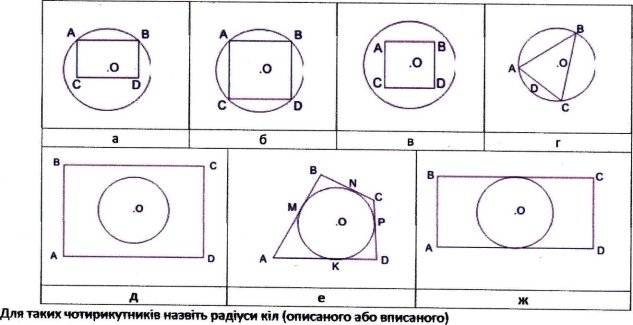 A B .O C D
A B .O C D
A B .O C D
B A .O D C
а б в г
B C .O A D
B N C M .O P A K D
B C .O A D
д е ж
Для таких чотирикутників назвіть радіуси кіл (описаного або вписаного)